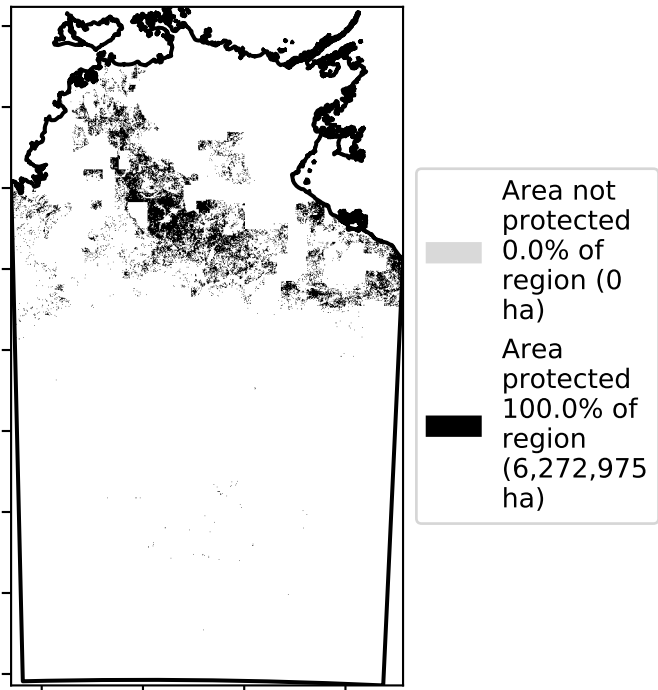 Area not
protected
0.0% of
region (0
ha)
Area
protected
100.0% of
region
(6,272,975
ha)